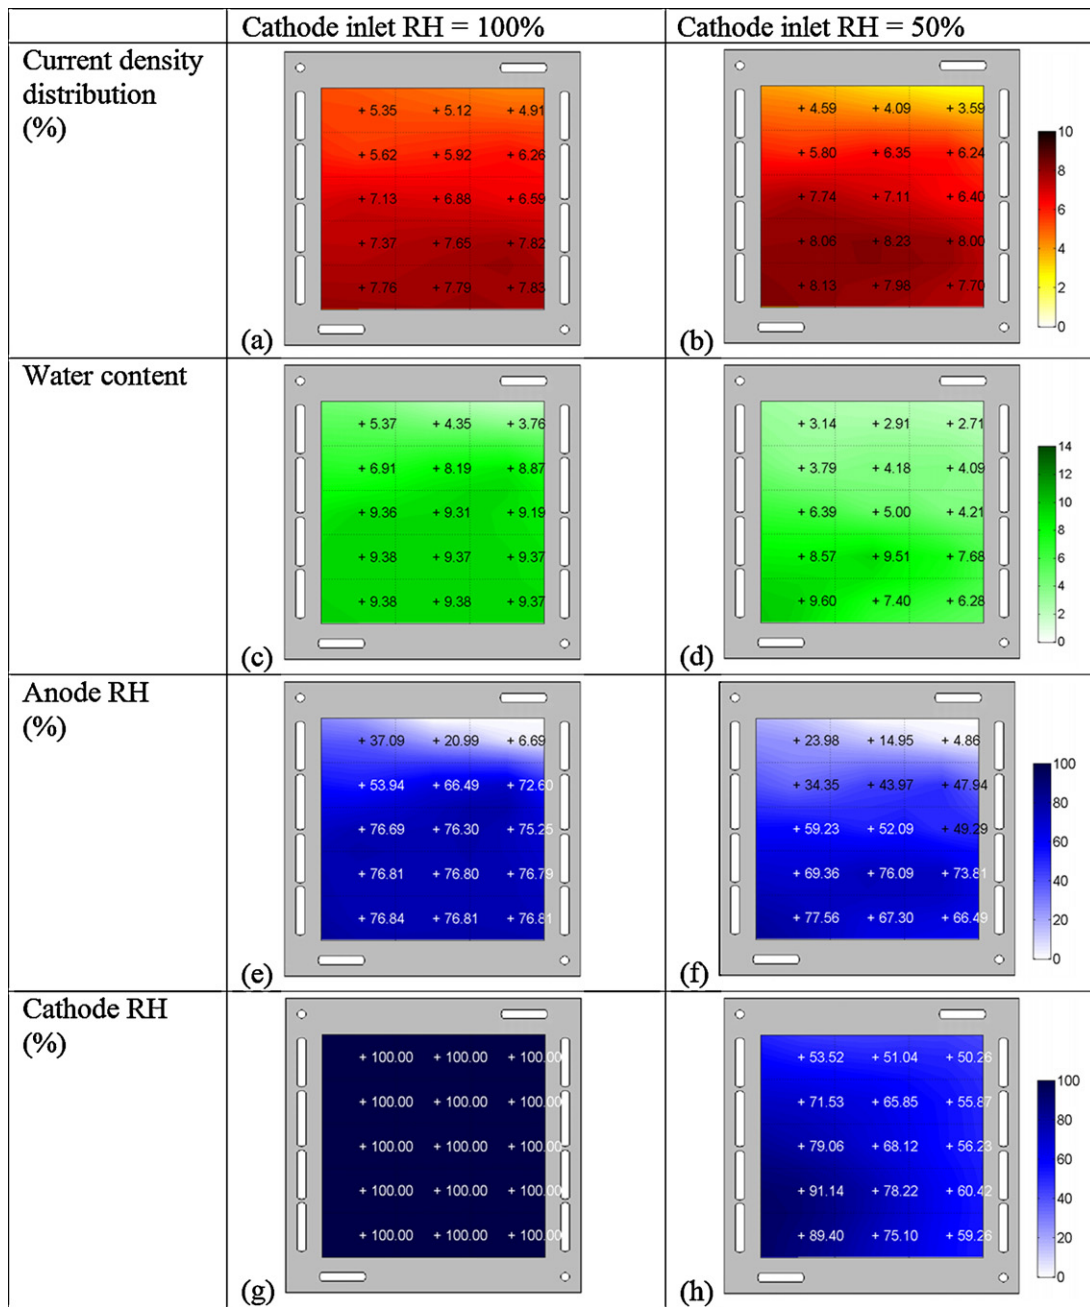 Cathode inlet RH = 100%
Cathode inlet RH = 50%
Current density
distribution
(%)
+ 5.35 + 5.12 + 4.91
+ 5.62 + 5.92 + 6.26
+ 7.13 + 6.88 + 6.59
+ 7.37 + 7.65 + 7.82
+ 7.76 + 7.79 + 7.83
(a)
+ 4.59 + 4.09 + 3.59
+ 5.80 + 6.35 + 6.24
+ 7.74 + 7.11 + 6.40
+ 8.06 + 8.23 + 8.00
+ 8.13 + 7.98 + 7.70
(b)
10
8
6
4
2
0
Water content
+ 5.37 + 4.35 + 3.76
+ 6.91 + 8.19 + 8.87
+ 9.36 + 9.31 + 9.19
+ 9.38 + 9.37 + 9.37
+ 9.38 + 9.38 + 9.37
(c)
+ 3.14 + 2.91 + 2.71
+ 3.79 + 4.18 + 4.09
+ 6.39 + 5.00 + 4.21
+ 8.57 + 9.51 + 7.68
+ 9.60 + 7.40 + 6.28
(d)
14
12
10
8
6
4
2
0
Anode RH
(%)
+ 37.09 + 20.99 + 6.69
+ 53.94 + 66.49 + 72.60
+ 76.69 + 76.30 + 75.25
+ 76.81 + 76.80 + 76.79
+ 76.84 + 76.81 + 76.81
(e)
+ 23.98 + 14.95 + 4.86
+ 34.35 + 43.97 + 47.94
+ 59.23 + 52.09 + 49.29
+ 69.36 + 76.09 + 73.81
+ 77.56 + 67.30 + 66.49
(f)
100
80
60
40
20
0
Cathode RH
(%)
+ 100.00 + 100.00 + 100.00
+ 100.00 + 100.00 + 100.00
+ 100.00 + 100.00 + 100.00
+ 100.00 + 100.00 + 100.00
+ 100.00 + 100.00 + 100.00
(g)
+ 53.52 + 51.04 + 50.26
+ 71.53 + 65.85 + 55.87
+ 79.06 + 68.12 + 56.23
+ 91.14 + 78.22 + 60.42
+ 89.40 + 75.10 + 59.26
(h)
100
80
60
40
20
0